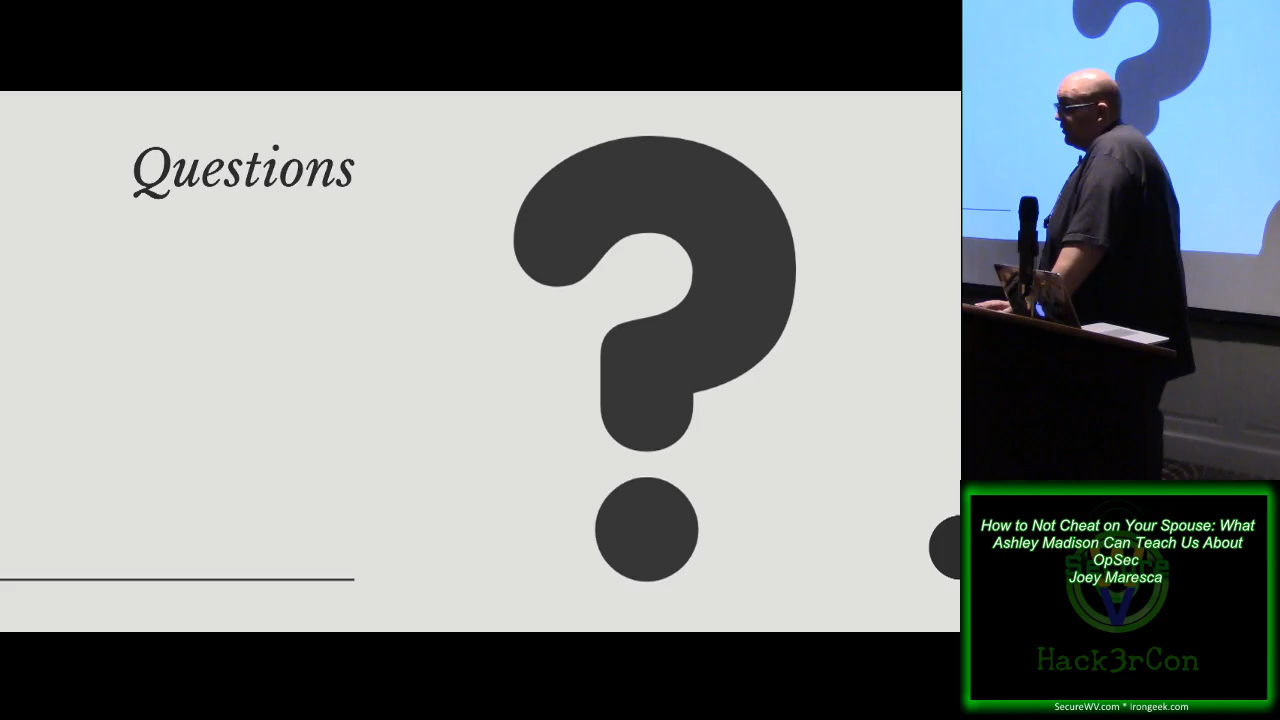 Questions
?
How to Not Cheat on Your Spouse: What
Ashley Madison Can Teach Us About
OpSec
Joey Maresca
Hack3rCon
SecureWV.com * irongeek.com